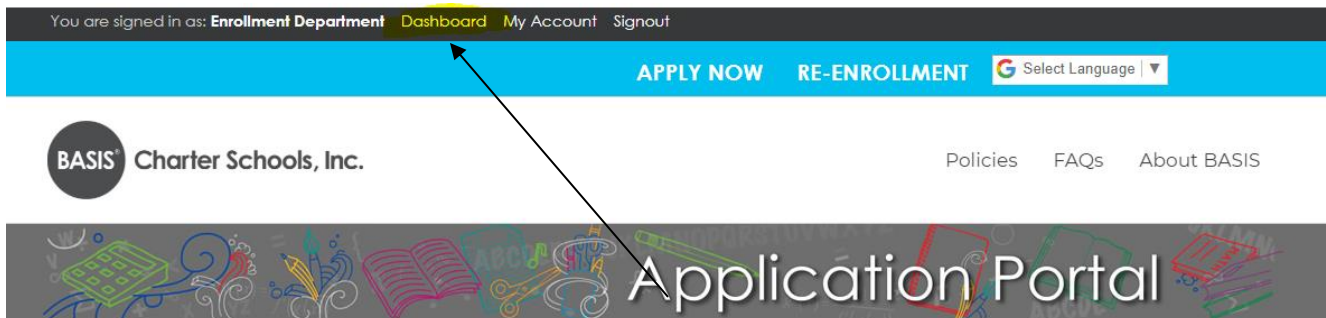 You are signed in as: Enrollment Department Dashboard My Account Signout
APPLY NOW RE-ENROLLMENT G Select Language ▼
BASIS® Charter Schools, Inc.
Policies FAQs About BASIS
Application Portal